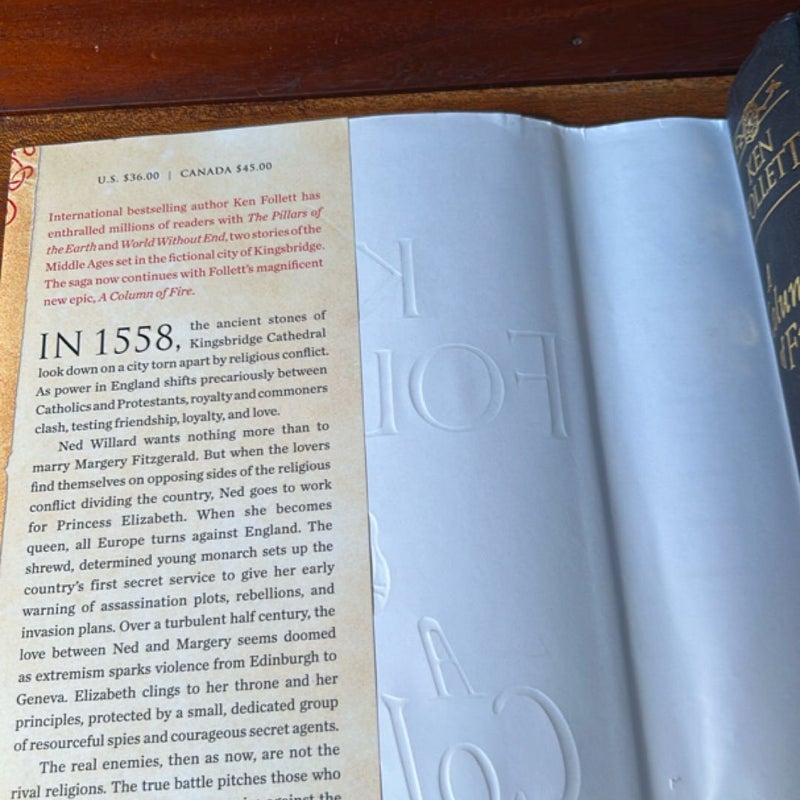 U.S. $36.00 | CANADA $45.00
International bestselling author Ken Follett has
enthralled millions of readers with The Pillars of
the Earth and World Without End, two stories of the
Middle Ages set in the fictional city of Kingsbridge.
The saga now continues with Follett's magnificent
new epic, A Column of Fire.
IN 1558, the ancient stones of
Kingsbridge Cathedral
look down on a city torn apart by religious conflict.
As power in England shifts precariously between
Catholics and Protestants, royalty and commoners
clash, testing friendship, loyalty, and love.
Ned Willard wants nothing more than to
marry Margery Fitzgerald. But when the lovers
find themselves on opposing sides of the religious
conflict dividing the country, Ned goes to work
for Princess Elizabeth. When she becomes
queen, all Europe turns against England. The
shrewd, determined young monarch sets up the
country's first secret service to give her early
warning of assassination plots, rebellions, and
invasion plans. Over a turbulent half century, the
love between Ned and Margery seems doomed
as extremism sparks violence from Edinburgh to
Geneva. Elizabeth clings to her throne and her
principles, protected by a small, dedicated group
of resourceful spies and courageous secret agents.
The real enemies, then as now, are not the
rival religions. The true battle pitches those who
against the
K
FOL
A
Col
KEN
FOLLETT
A